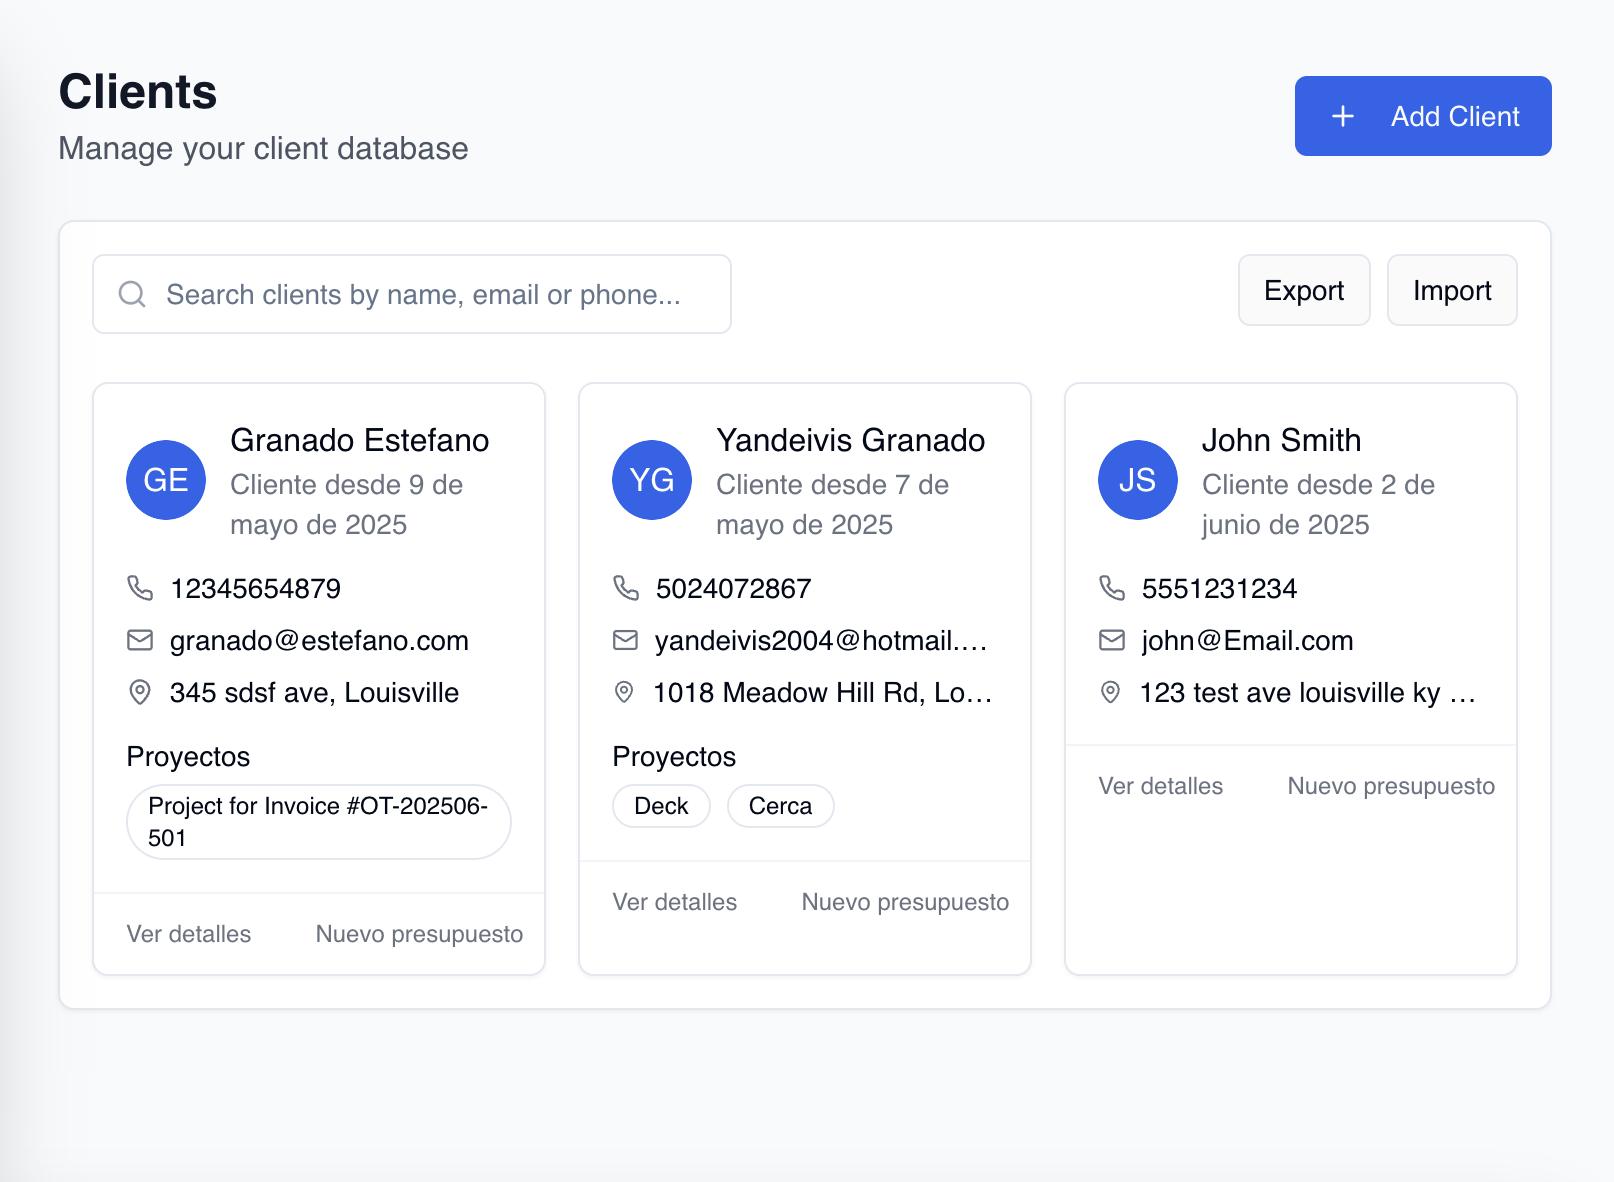 Clients
Manage your client database
+ Add Client
Search clients by name, email or phone...
Export
Import
GE
Granado Estefano
Cliente desde 9 de
mayo de 2025
12345654879
granado@estefano.com
345 sdsf ave, Louisville
Proyectos
Project for Invoice #OT-202506-
501
Ver detalles
Nuevo presupuesto
YG
Yandeivis Granado
Cliente desde 7 de
mayo de 2025
5024072867
yandeivis2004@hotmail.…
1018 Meadow Hill Rd, Lo…
Proyectos
Deck
Cerca
Ver detalles
Nuevo presupuesto
JS
John Smith
Cliente desde 2 de
junio de 2025
5551231234
john@Email.com
123 test ave louisville ky …
Ver detalles
Nuevo presupuesto